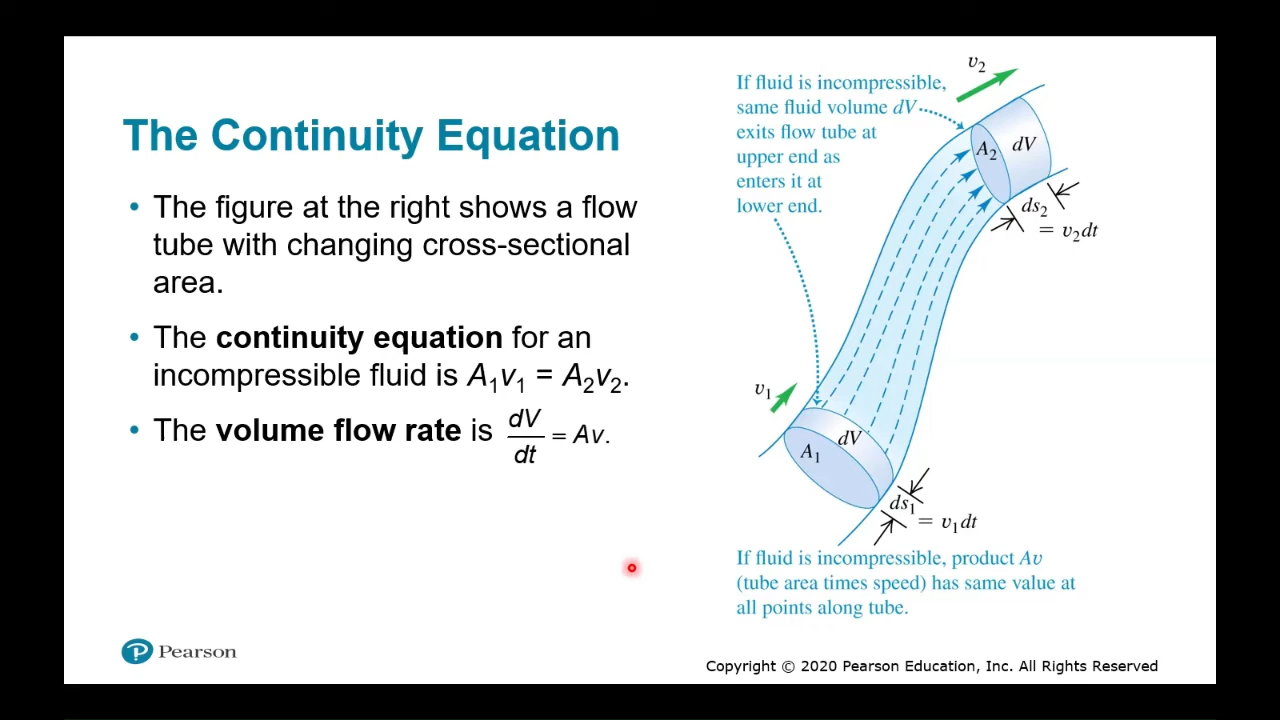 The Continuity Equation
• The figure at the right shows a flow
tube with changing cross-sectional
area.
• The continuity equation for an
incompressible fluid is A₁v₁ = A₂v₂.
• The volume flow rate is dV/dt = Av.
If fluid is incompressible,
same fluid volume dV
exits flow tube at
upper end as
enters it at
lower end.
v₂
A₂ dV
ds₂
= v₂dt
v₁
dV
A₁
ds₁
= v₁dt
If fluid is incompressible, product Av
(tube area times speed) has same value at
all points along tube.
Pearson
Copyright © 2020 Pearson Education, Inc. All Rights Reserved